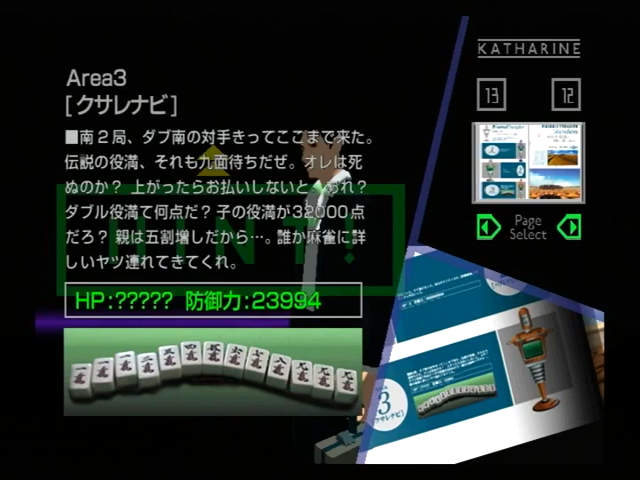 KATHARINE
13 12
Area3
[クサレナビ]
■南２局、ダブ南の対手きってここまで来た。
伝説の役満、それも九面待ちだぜ。オレは死
ぬのか？ 上がったらお払いしないと
ダブル役満て何点だ？ 子の役満が32000点
だろ？ 親は五割増しだから…。誰か麻雀に詳
しいヤツ連れてきてくれ。
Page
Select
HP:????? 防御力:23994
3
[クサレナビ]